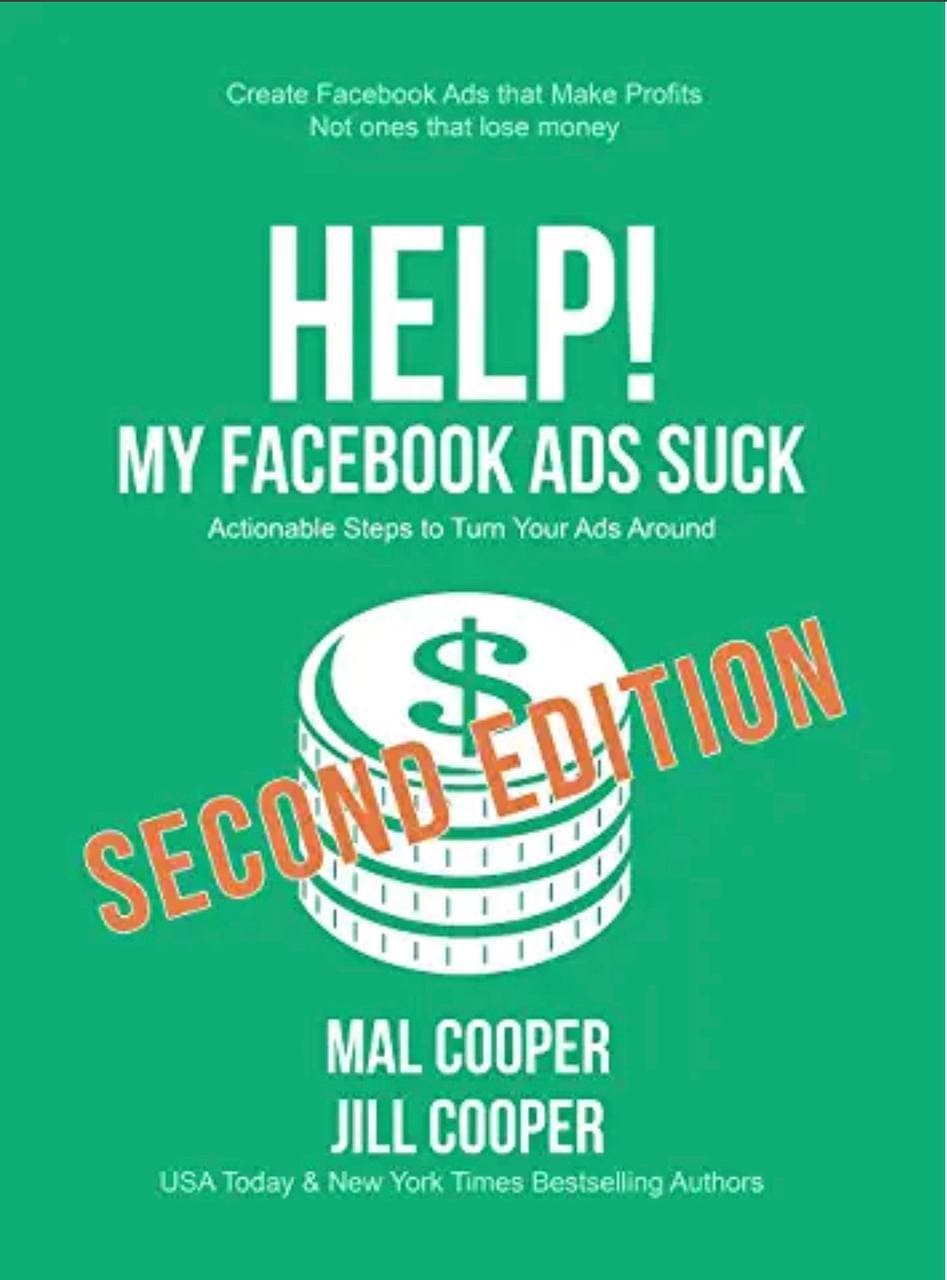 Create Facebook Ads that Make Profits
Not ones that lose money
HELP!
MY FACEBOOK ADS SUCK
Actionable Steps to Turn Your Ads Around
$
SECOND EDITION
MAL COOPER
JILL COOPER
USA Today & New York Times Bestselling Authors